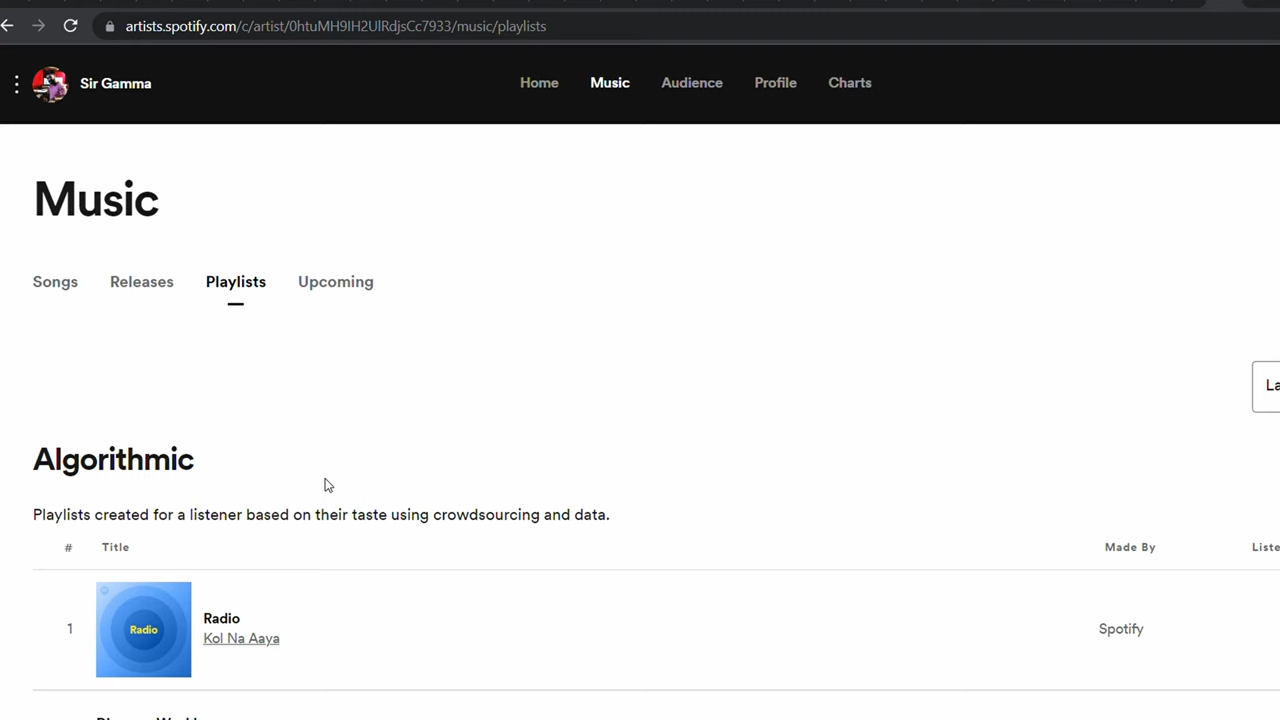 artists.spotify.com/c/artist/0htuMH9IH2UlRdjsCc7933/music/playlists
Sir Gamma
Home Music Audience Profile Charts
Music
Songs Releases Playlists Upcoming
La
Algorithmic
Playlists created for a listener based on their taste using crowdsourcing and data.
# Title Made By Liste
1 Radio Radio Spotify
Kol Na Aaya